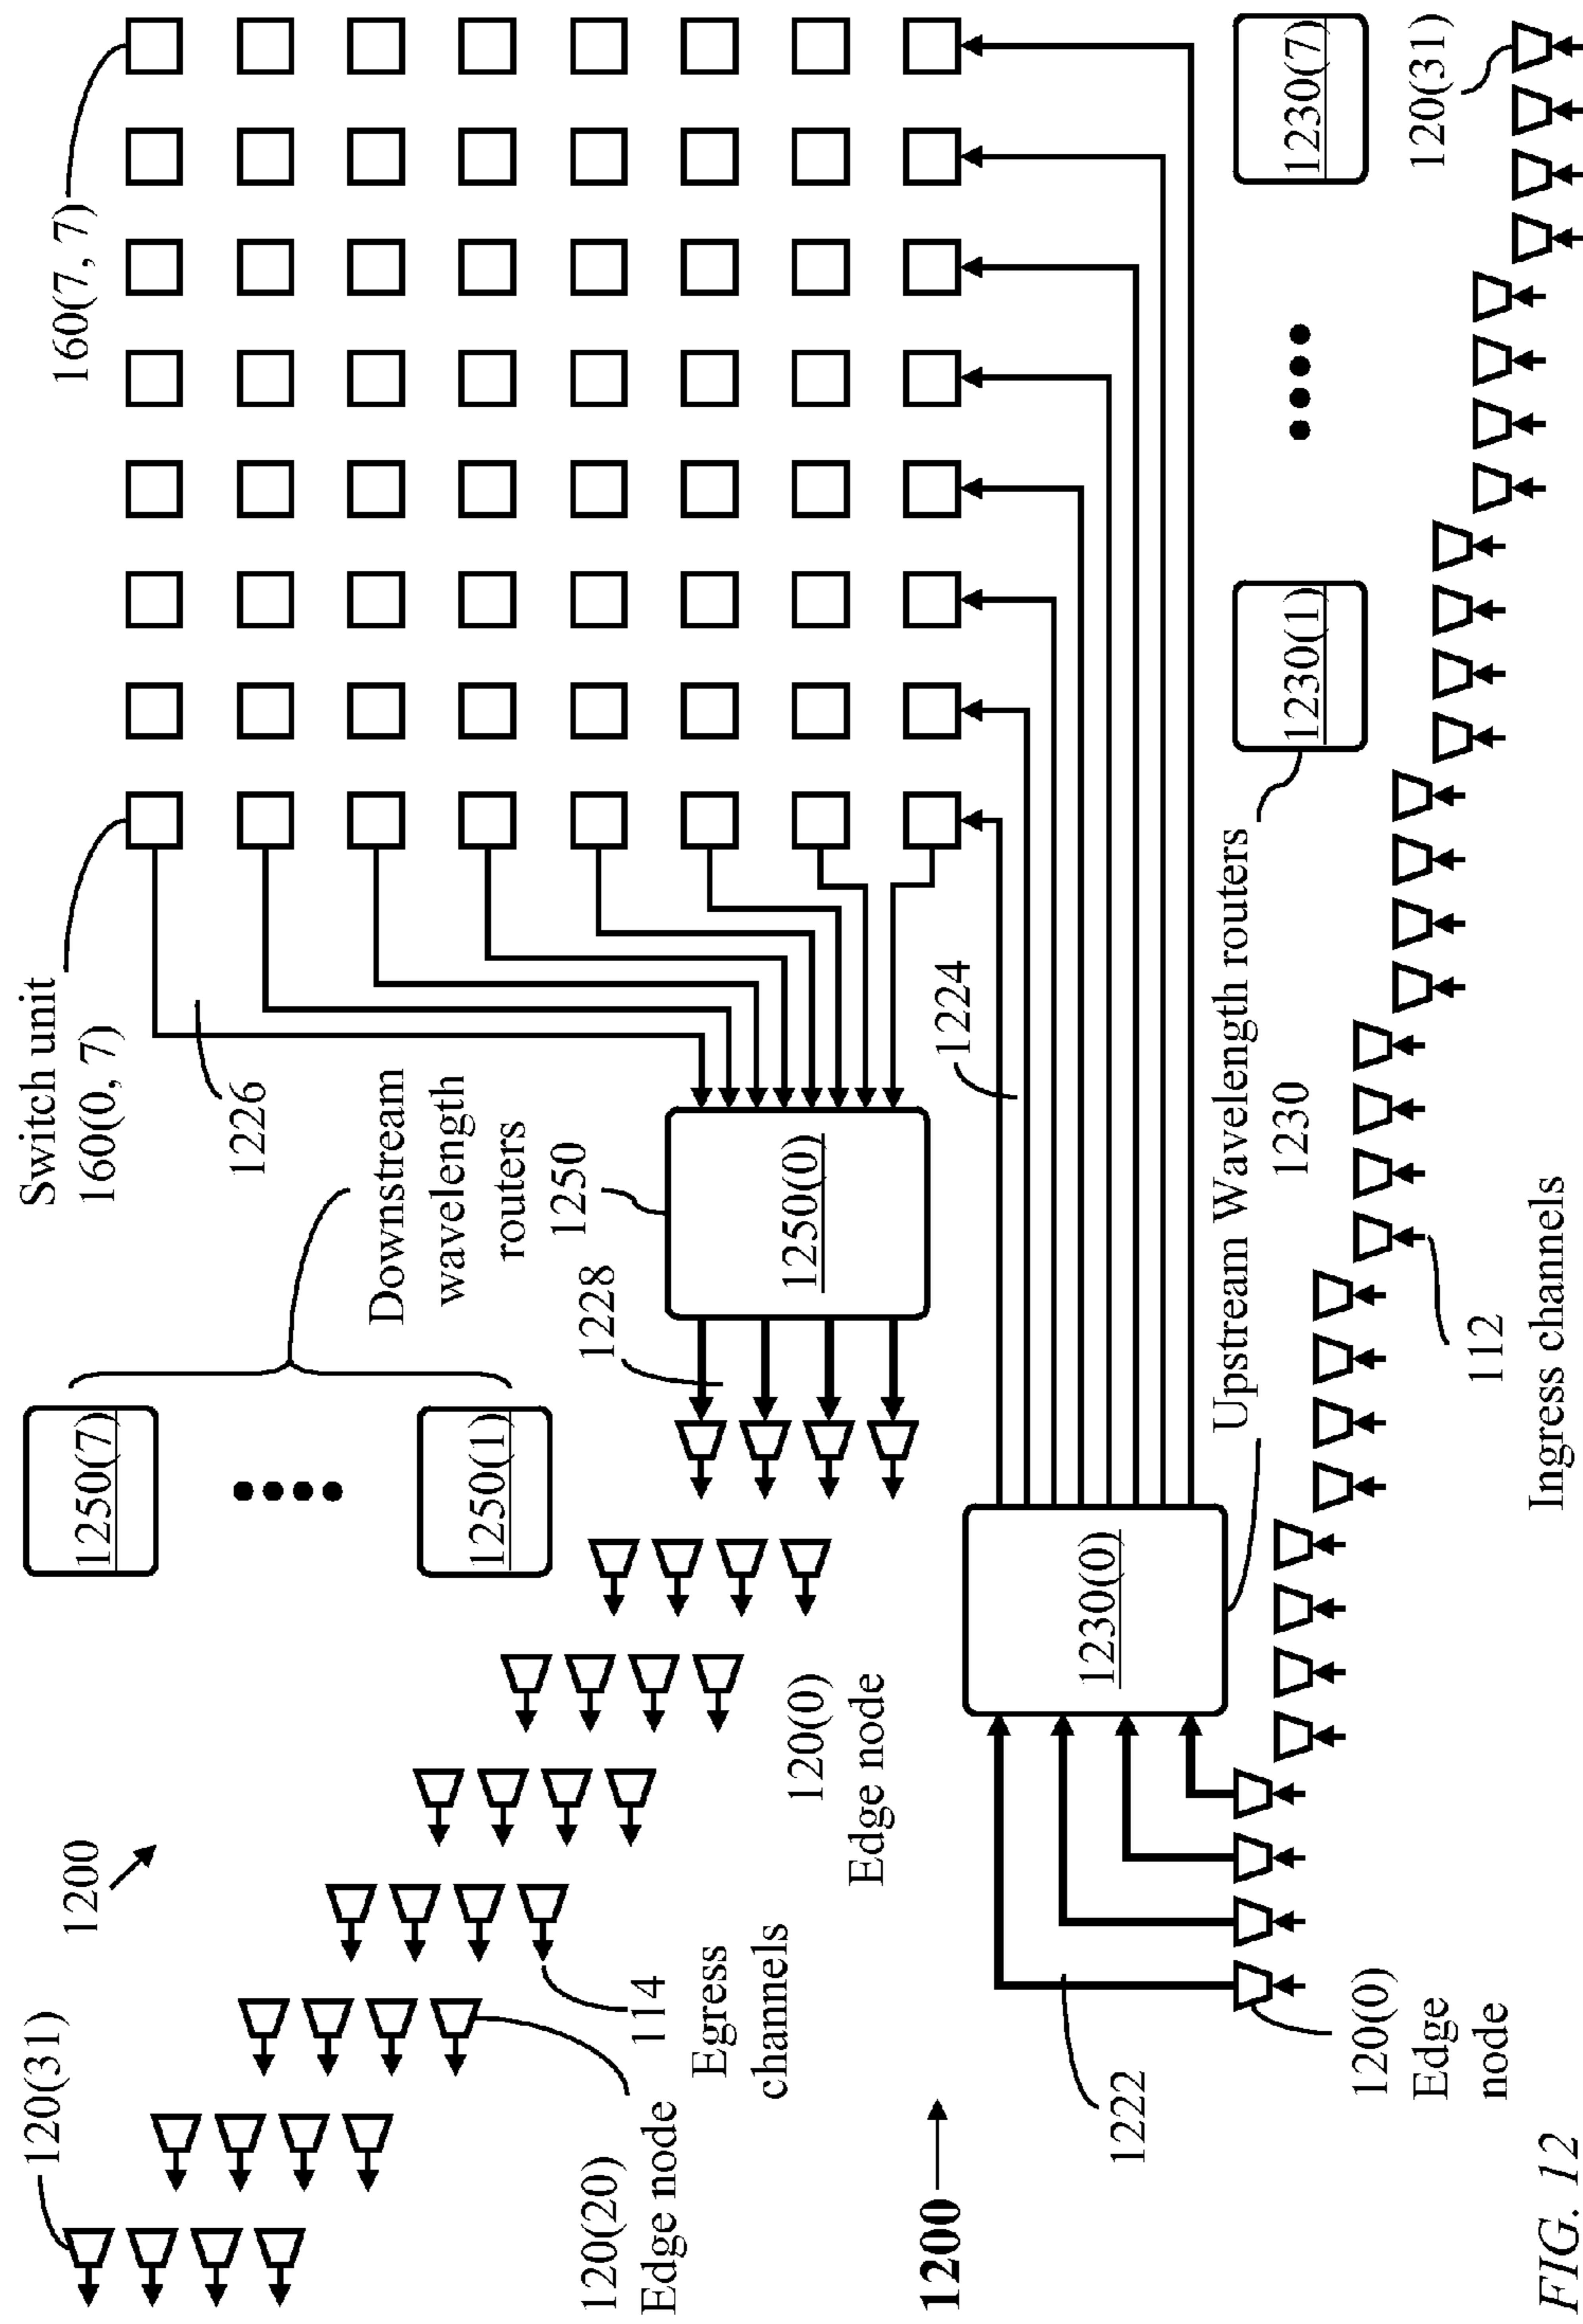 120(31)
1200
1250(7)
1250(1)
Downstream
wavelength
routers
1250
Switch unit
160(0, 7)
1226
160(7, 7)
120(20)
Edge node
114
Egress
channels
120(0)
Edge node
1228
1250(0)
1224
1200
1222
1230(0)
Upstream Wavelength routers
1230
1230(1)
1230(7)
120(0)
Edge
node
112
Ingress channels
120(31)
FIG. 12